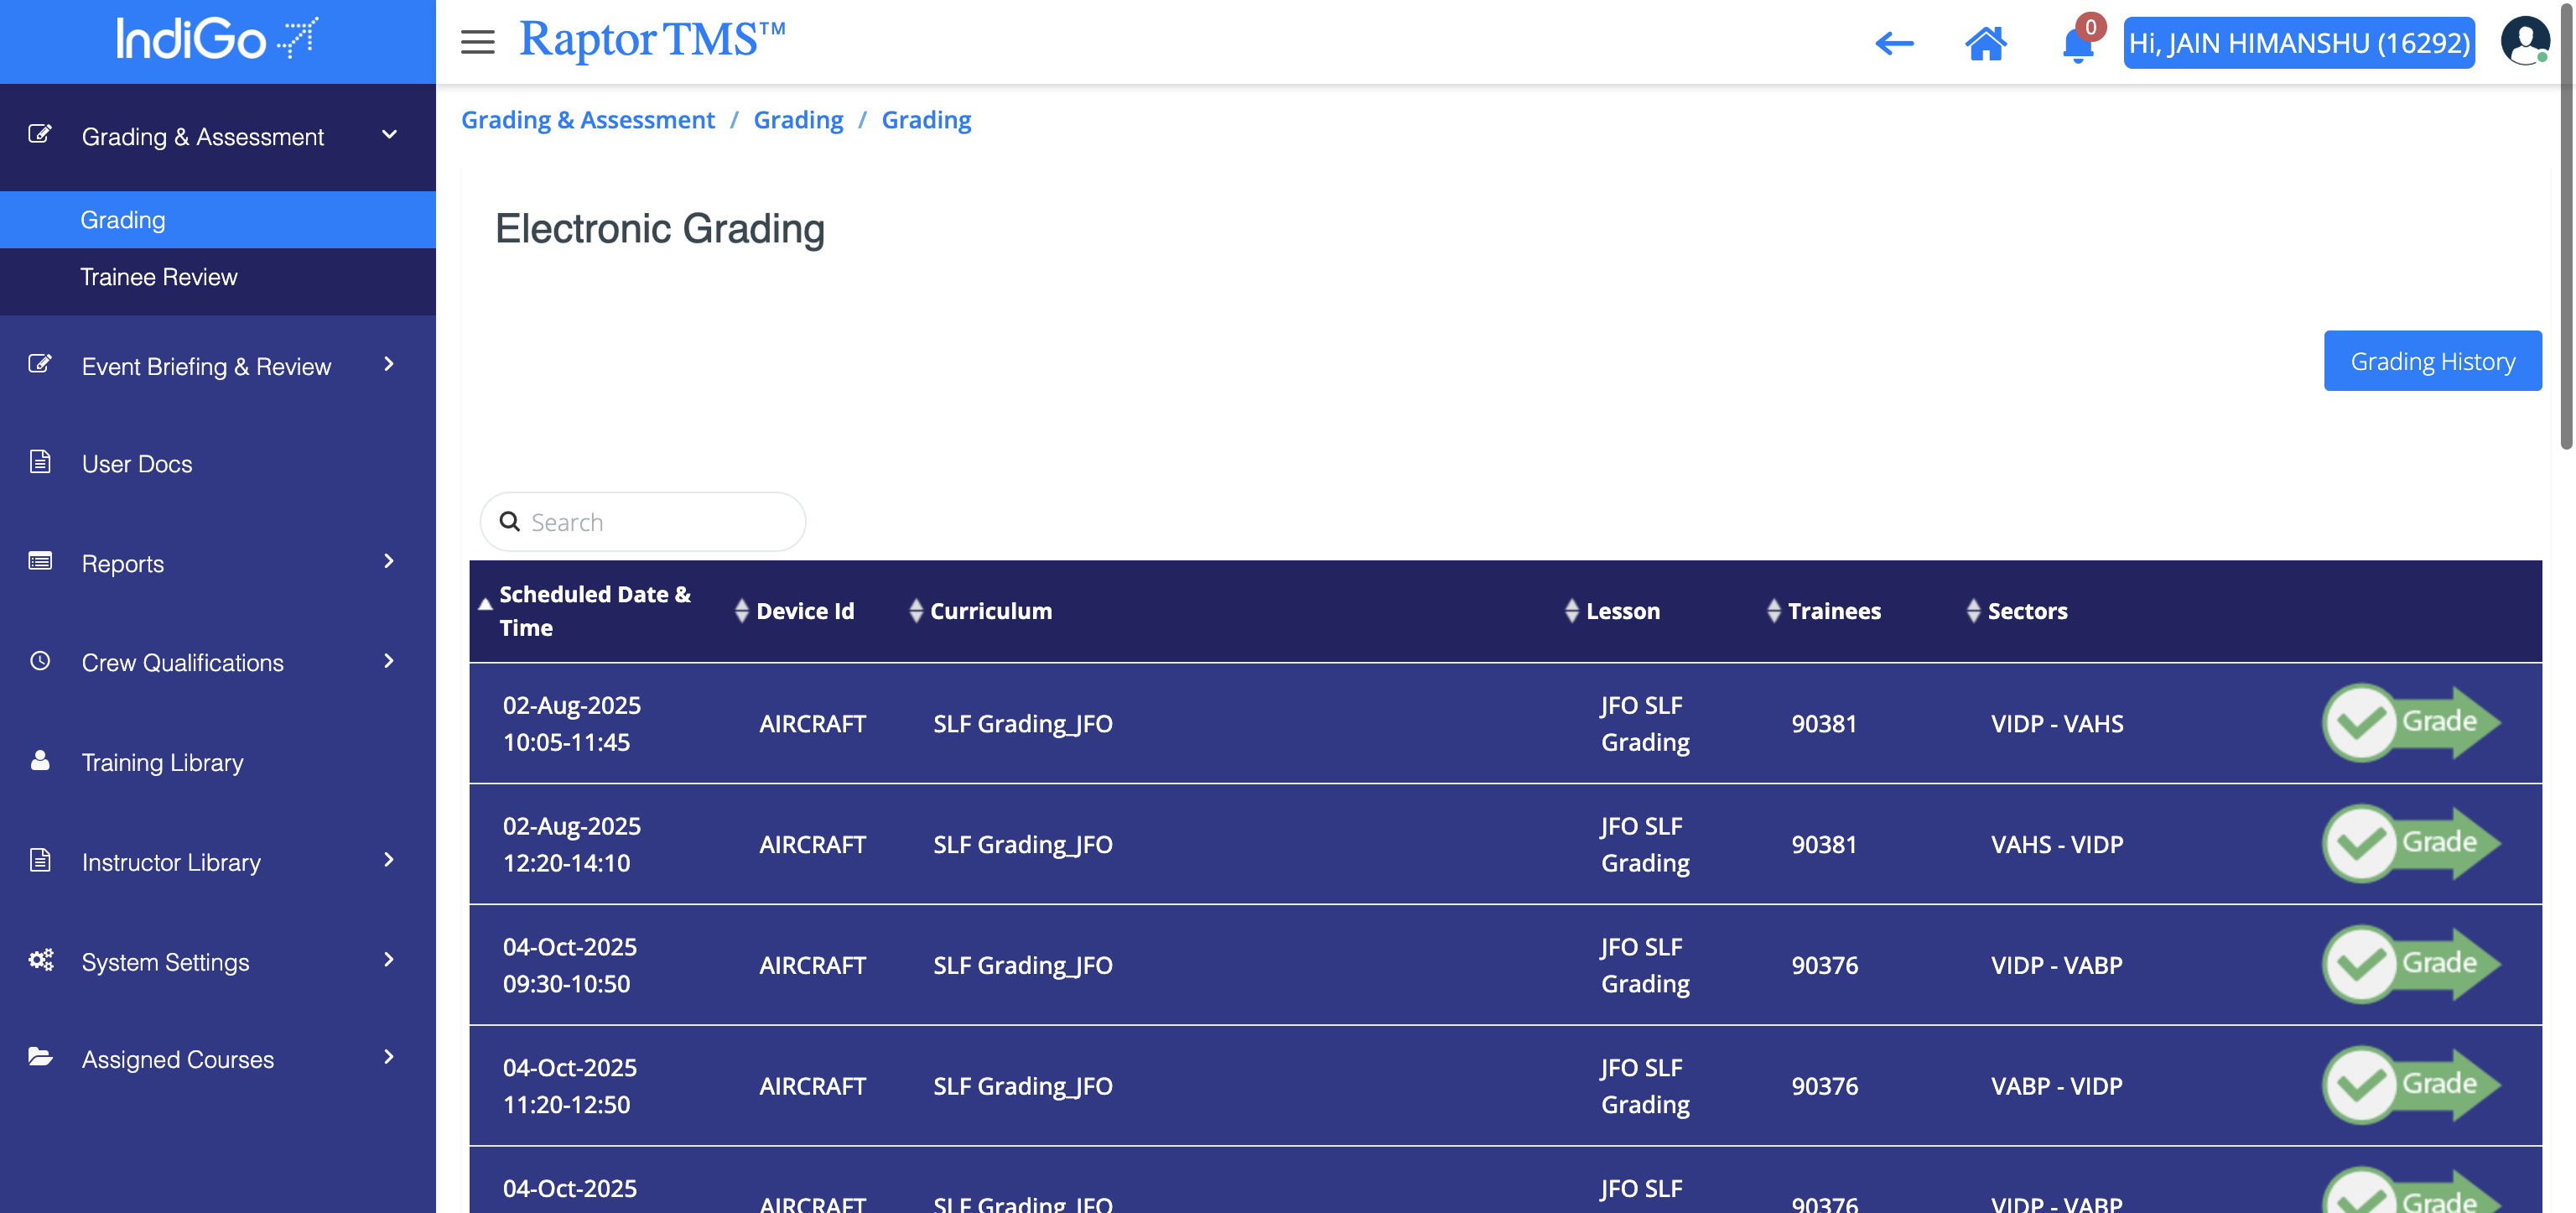 IndiGo
Raptor TMS™
0
Hi, JAIN HIMANSHU (16292)
Grading & Assessment
Grading
Trainee Review
Event Briefing & Review
User Docs
Reports
Crew Qualifications
Training Library
Instructor Library
System Settings
Assigned Courses
Grading & Assessment / Grading / Grading
Electronic Grading
Grading History
Search
Scheduled Date & Time Device Id Curriculum Lesson Trainees Sectors
02-Aug-2025 10:05-11:45 AIRCRAFT SLF Grading_JFO JFO SLF Grading 90381 VIDP - VAHS Grade
02-Aug-2025 12:20-14:10 AIRCRAFT SLF Grading_JFO JFO SLF Grading 90381 VAHS - VIDP Grade
04-Oct-2025 09:30-10:50 AIRCRAFT SLF Grading_JFO JFO SLF Grading 90376 VIDP - VABP Grade
04-Oct-2025 11:20-12:50 AIRCRAFT SLF Grading_JFO JFO SLF Grading 90376 VABP - VIDP Grade
04-Oct-2025 AIRCRAFT SLF Grading_JFO JFO SLF 90376 VIDP - VABP Grade